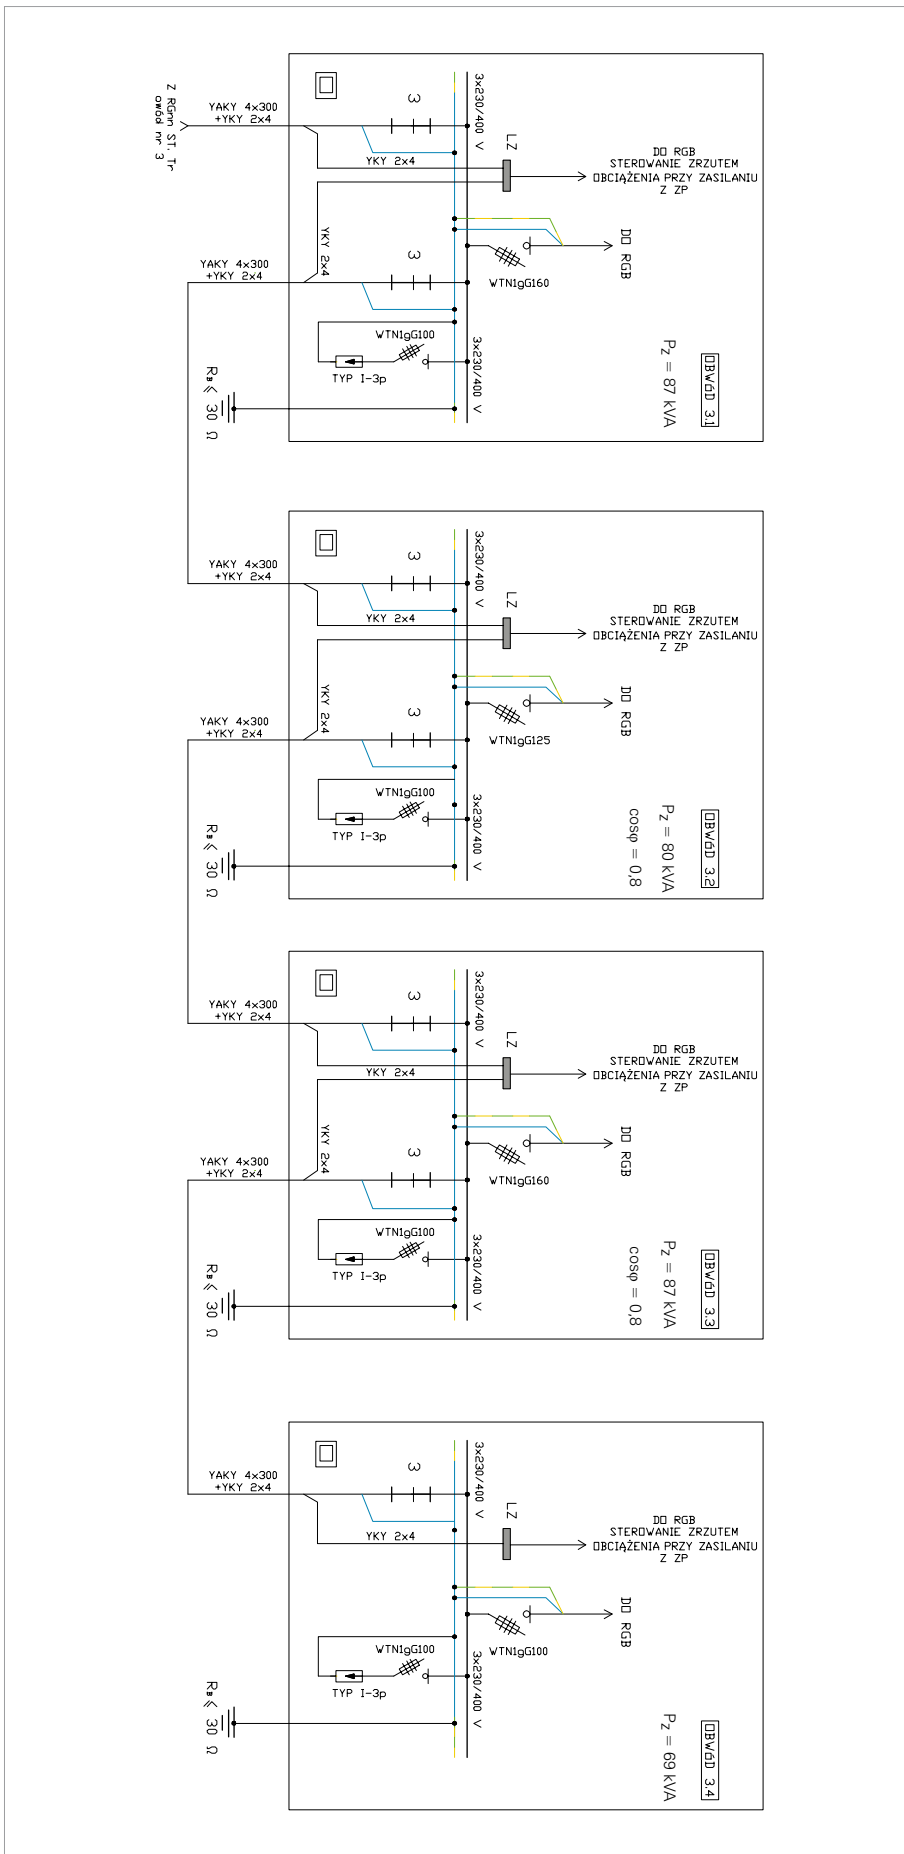 Z RGnn ST. Tr
owód nr 3
YAKY 4x300
+YKY 2x4
3
3x230/400 V
LZ
YKY 2x4
DO RGB
STEROWANIE ZRZUTEM
OBCIĄŻENIA PRZY ZASILANIU
Z ZP
YKY 2x4
DO RGB
YAKY 4x300
+YKY 2x4
3
WTN1gG160
WTN1gG100
TYP I-3p
3x230/400 V
OBWÓD 3.1
PZ = 87 kVA
RB ≤ 30 Ω
YAKY 4x300
+YKY 2x4
3
3x230/400 V
LZ
YKY 2x4
DO RGB
STEROWANIE ZRZUTEM
OBCIĄŻENIA PRZY ZASILANIU
Z ZP
YKY 2x4
DO RGB
YAKY 4x300
+YKY 2x4
3
WTN1gG125
WTN1gG100
TYP I-3p
3x230/400 V
OBWÓD 3.2
PZ = 80 kVA
cosφ = 0,8
RB ≤ 30 Ω
YAKY 4x300
+YKY 2x4
3
3x230/400 V
LZ
YKY 2x4
DO RGB
STEROWANIE ZRZUTEM
OBCIĄŻENIA PRZY ZASILANIU
Z ZP
YKY 2x4
DO RGB
YAKY 4x300
+YKY 2x4
3
WTN1gG160
WTN1gG100
TYP I-3p
3x230/400 V
OBWÓD 3.3
PZ = 87 kVA
cosφ = 0,8
RB ≤ 30 Ω
YAKY 4x300
+YKY 2x4
3
3x230/400 V
LZ
YKY 2x4
DO RGB
STEROWANIE ZRZUTEM
OBCIĄŻENIA PRZY ZASILANIU
Z ZP
DO RGB
WTN1gG100
WTN1gG100
TYP I-3p
3x230/400 V
OBWÓD 3.4
PZ = 69 kVA
RB ≤ 30 Ω